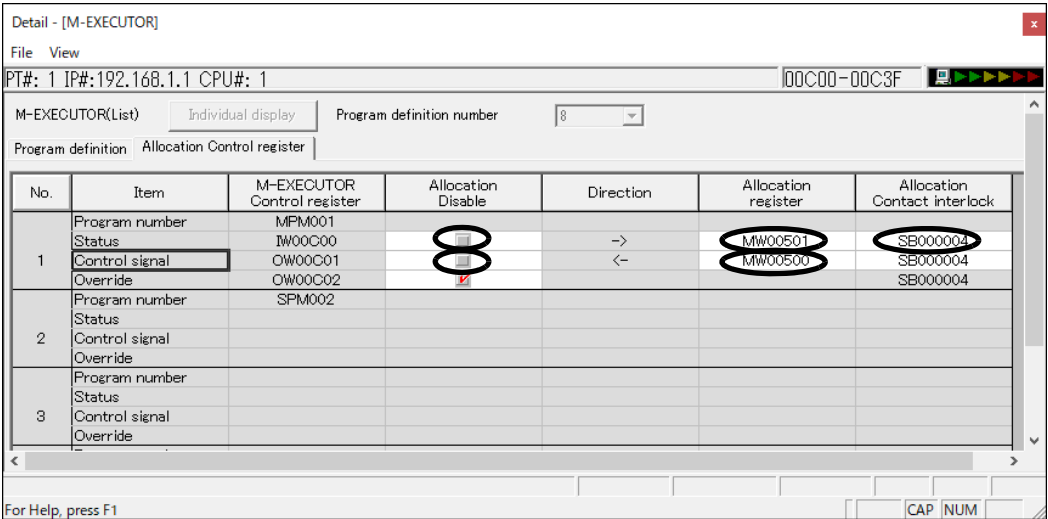 Detail - [M-EXECUTOR]
x
File View
PT#: 1 IP#:192.168.1.1 CPU#: 1 00C00-00C3F
M-EXECUTOR(List) Individual display Program definition number 8
Program definition Allocation Control register
No. Item M-EXECUTOR Control register Allocation Disable Direction Allocation register Allocation Contact interlock
1
Program number MPM001
Status IW00C00 -> MW00501 SB000004
Control signal OW00C01 <- MW00500 SB000004
Override OW00C02 SB000004
2
Program number SPM002
Status
Control signal
Override
3
Program number
Status
Control signal
Override
For Help, press F1 CAP NUM